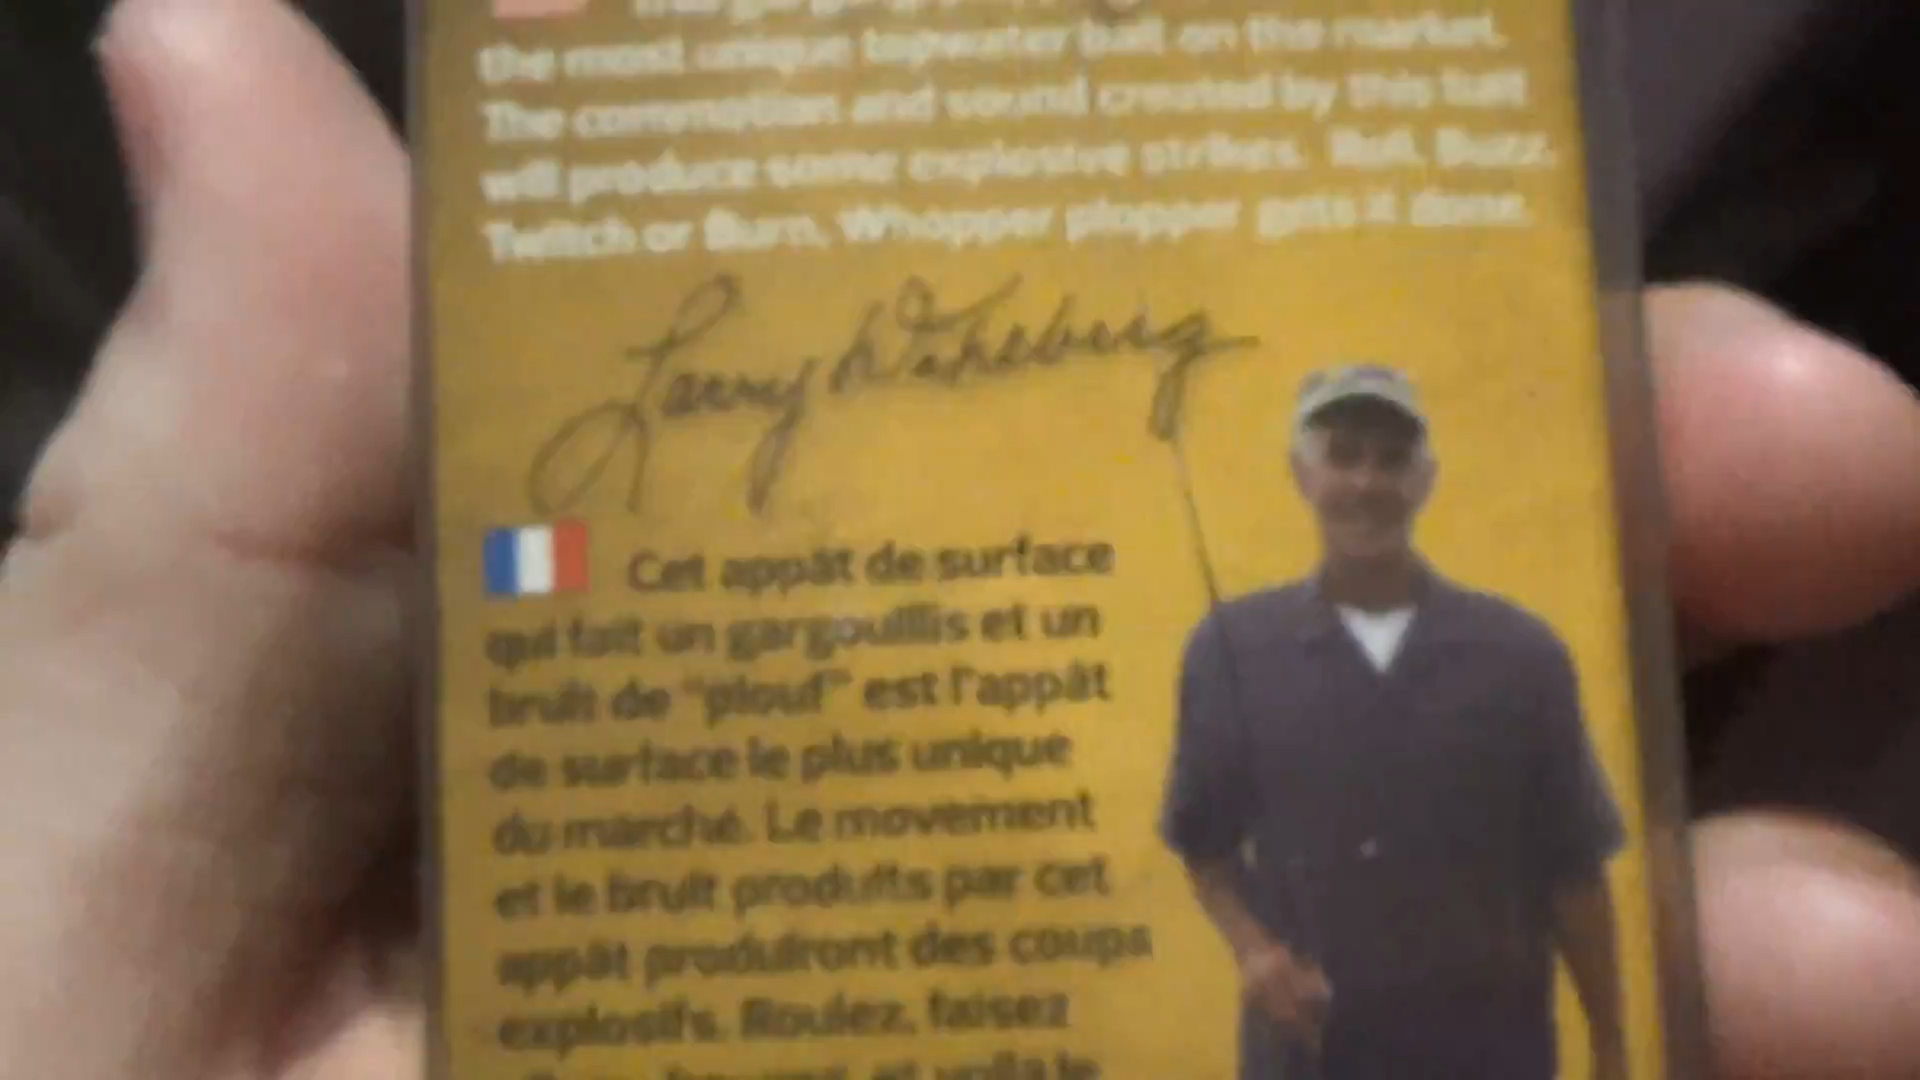 the most unique topwater bait on the market.
The commotion and sound created by this bait
will produce some explosive strikes. Roll, Buzz,
Twitch or Burn, Whopper plopper gets it done.
Larry Dahlberg
Cet appât de surface
qui fait un gargouillis et un
bruit de "plouf" est l'appât
de surface le plus unique
du marché. Le movement
et le bruit produits par cet
appât produiront des coups
explosifs. Roulez, faisez
et voila le